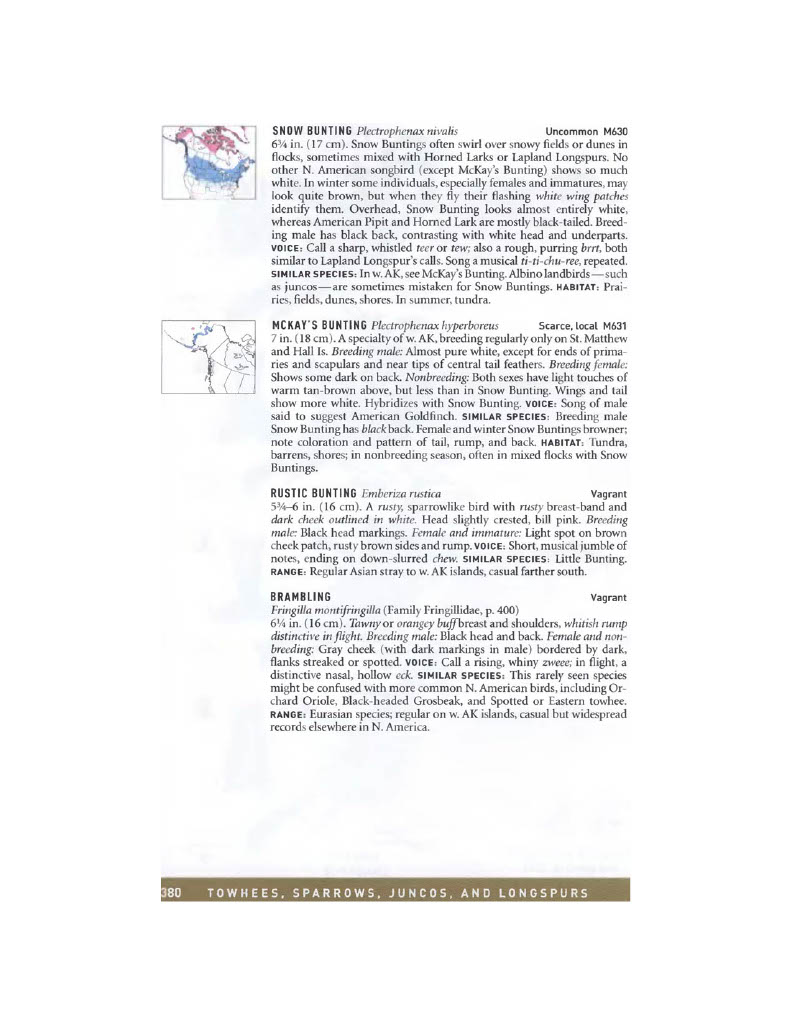 SNOW BUNTING Plectrophenax nivalis Uncommon M630
6¾ in. (17 cm). Snow Buntings often swirl over snowy fields or dunes in
flocks, sometimes mixed with Horned Larks or Lapland Longspurs. No
other N. American songbird (except McKay's Bunting) shows so much
white. In winter some individuals, especially females and immatures, may
look quite brown, but when they fly their flashing white wing patches
identify them. Overhead, Snow Bunting looks almost entirely white,
whereas American Pipit and Horned Lark are mostly black-tailed. Breed-
ing male has black back, contrasting with white head and underparts.
VOICE: Call a sharp, whistled teer or tew; also a rough, purring brrt, both
similar to Lapland Longspur's calls. Song a musical ti-ti-chu-ree, repeated.
SIMILAR SPECIES: In w. AK, see McKay's Bunting. Albino landbirds—such
as juncos—are sometimes mistaken for Snow Buntings. HABITAT: Prai-
ries, fields, dunes, shores. In summer, tundra.
MCKAY'S BUNTING Plectrophenax hyperboreus Scarce, local M631
7 in. (18 cm). A specialty of w. AK, breeding regularly only on St. Matthew
and Hall Is. Breeding male: Almost pure white, except for ends of prima-
ries and scapulars and near tips of central tail feathers. Breeding female:
Shows some dark on back. Nonbreeding: Both sexes have light touches of
warm tan-brown above, but less than in Snow Bunting. Wings and tail
show more white. Hybridizes with Snow Bunting. VOICE: Song of male
said to suggest American Goldfinch. SIMILAR SPECIES: Breeding male
Snow Bunting has black back. Female and winter Snow Buntings browner;
note coloration and pattern of tail, rump, and back. HABITAT: Tundra,
barrens, shores; in nonbreeding season, often in mixed flocks with Snow
Buntings.
RUSTIC BUNTING Emberiza rustica Vagrant
5¾–6 in. (16 cm). A rusty, sparrowlike bird with rusty breast-band and
dark cheek outlined in white. Head slightly crested, bill pink. Breeding
male: Black head markings. Female and immature: Light spot on brown
cheek patch, rusty brown sides and rump. VOICE: Short, musical jumble of
notes, ending on down-slurred chew. SIMILAR SPECIES: Little Bunting.
RANGE: Regular Asian stray to w. AK islands, casual farther south.
BRAMBLING Vagrant
Fringilla montifringilla (Family Fringillidae, p. 400)
6¼ in. (16 cm). Tawny or orangey buff breast and shoulders, whitish rump
distinctive in flight. Breeding male: Black head and back. Female and non-
breeding: Gray cheek (with dark markings in male) bordered by dark,
flanks streaked or spotted. VOICE: Call a rising, whiny zweee; in flight, a
distinctive nasal, hollow eck. SIMILAR SPECIES: This rarely seen species
might be confused with more common N. American birds, including Or-
chard Oriole, Black-headed Grosbeak, and Spotted or Eastern towhee.
RANGE: Eurasian species; regular on w. AK islands, casual but widespread
records elsewhere in N. America.
380 TOWHEES, SPARROWS, JUNCOS, AND LONGSPURS